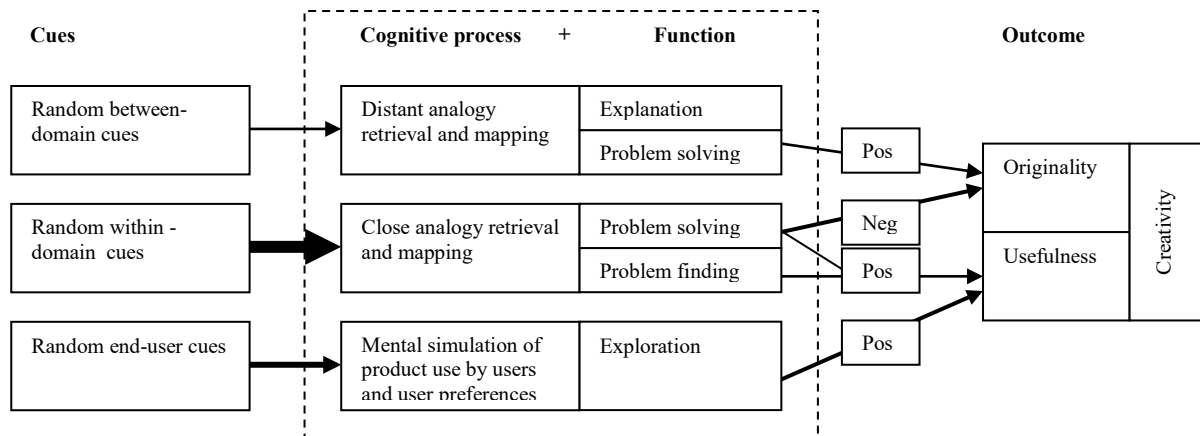 Cues
Cognitive process + Function
Outcome
Random between-
domain cues
Distant analogy
retrieval and mapping
Explanation
Problem solving
Pos
Originality
Random within -
domain cues
Close analogy retrieval
and mapping
Problem solving
Problem finding
Neg
Pos
Usefulness
Creativity
Random end-user cues
Mental simulation of
product use by users
and user preferences
Exploration
Pos